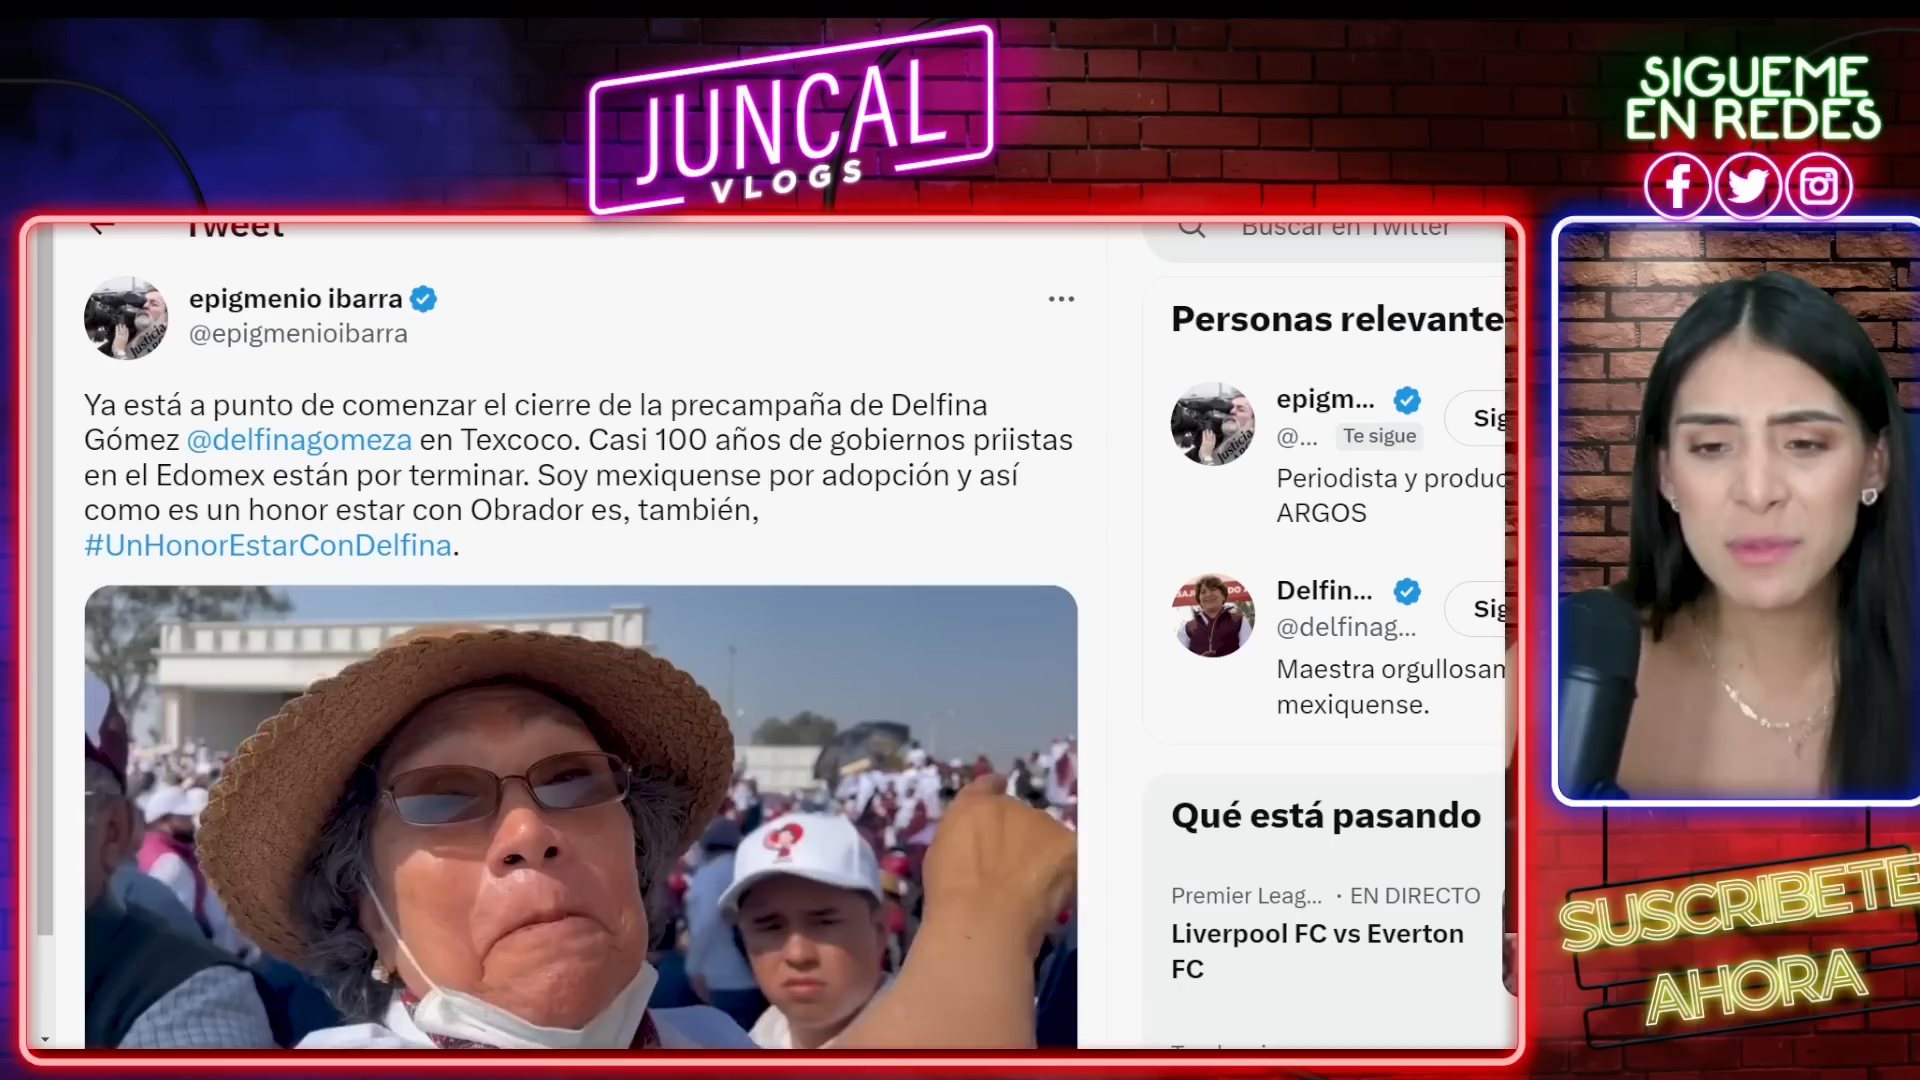 JUNCAL
VLOGS
SIGUEME
EN REDES
Tweet
Buscar en Twitter
epigmenio ibarra
@epigmenioibarra
Ya está a punto de comenzar el cierre de la precampaña de Delfina
Gómez @delfinagomeza en Texcoco. Casi 100 años de gobiernos priistas
en el Edomex están por terminar. Soy mexiquense por adopción y así
como es un honor estar con Obrador es, también,
#UnHonorEstarConDelfina.
Personas relevante
epigm...
Sig
@... Te sigue
Periodista y produc
ARGOS
Delfin...
Sig
@delfinag...
Maestra orgullosam
mexiquense.
Qué está pasando
Premier Leag... · EN DIRECTO
Liverpool FC vs Everton
FC
SUSCRIBETE
AHORA